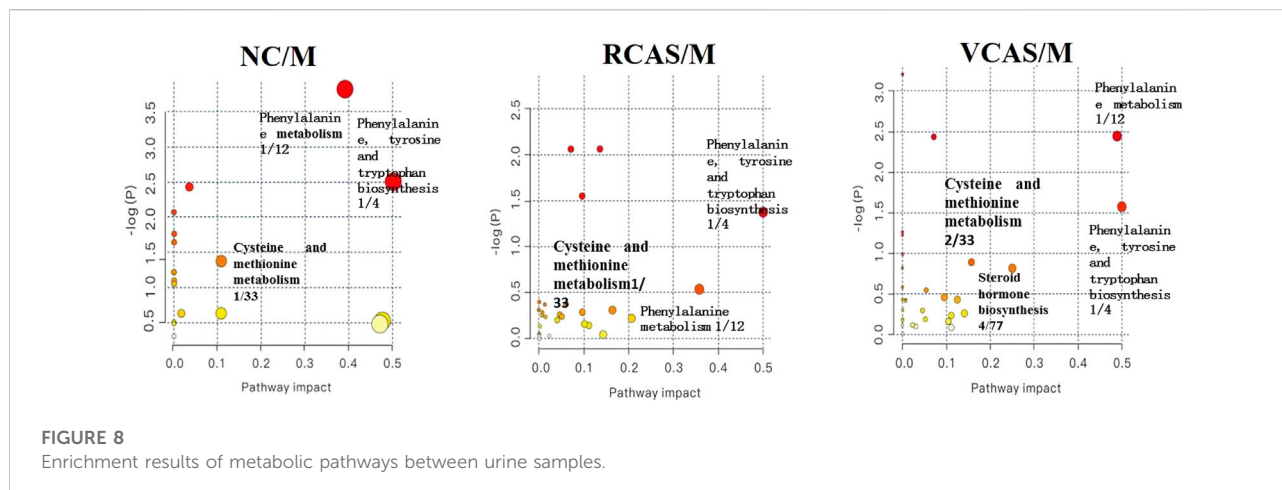 NC/M
RCAS/M
VCAS/M
-log(P)
3.5
3.0
2.5
2.0
1.5
1.0
0.5
Phenylalanin
e metabolism
1/12
Phenylalanin
e, tyrosine
and
tryptophan
biosynthesis
1/4
Cysteine and
methionine
metabolism
1/33
0.0 0.1 0.2 0.3 0.4 0.5
Pathway impact
-log(P)
2.5
2.0
1.5
1.0
0.5
0.0
Phenylalanin
e, tyrosine
and
tryptophan
biosynthesis
1/4
Cysteine and
methionine
metabolism1/
33
Phenylalanine
metabolism 1/12
0.0 0.1 0.2 0.3 0.4 0.5
Pathway impact
-log(P)
3.0
2.5
2.0
1.5
1.0
0.5
0.0
Phenylalanin
e metabolism
1/12
Cysteine and
methionine
metabolism
2/33
Phenylalanin
e, tyrosine
and
tryptophan
biosynthesis
1/4
Steroid
hormone
biosynthesis
4/77
0.0 0.1 0.2 0.3 0.4 0.5
Pathway impact
FIGURE 8
Enrichment results of metabolic pathways between urine samples.